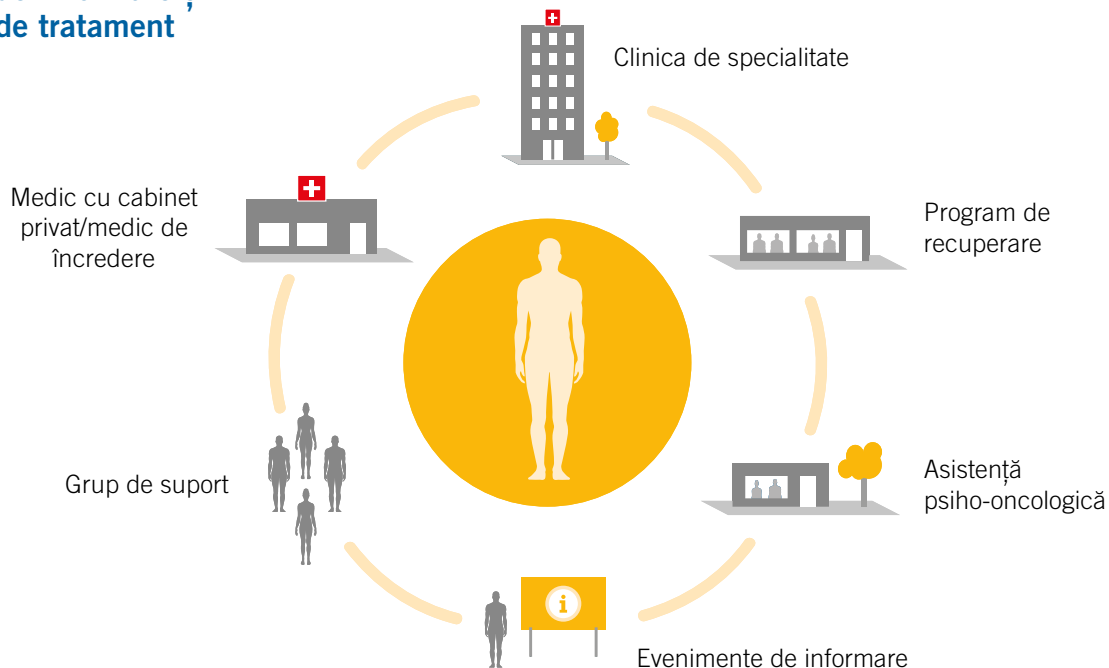 de tratament
Clinica de specialitate
Medic cu cabinet
privat/medic de
încredere
Program de
recuperare
Grup de suport
Asistență
psiho-oncologică
i
Evenimente de informare